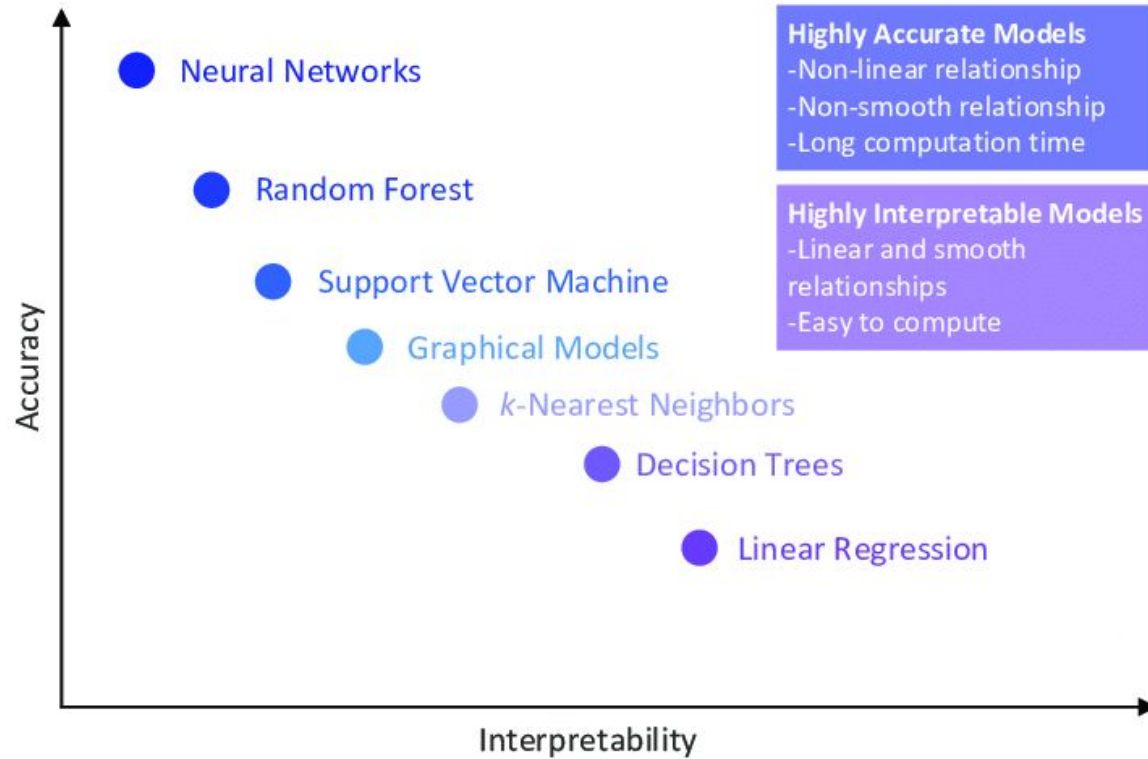 Highly Accurate Models
-Non-linear relationship
-Non-smooth relationship
-Long computation time
Highly Interpretable Models
-Linear and smooth
relationships
-Easy to compute
Neural Networks
Random Forest
Support Vector Machine
Graphical Models
k-Nearest Neighbors
Decision Trees
Linear Regression
Accuracy
Interpretability